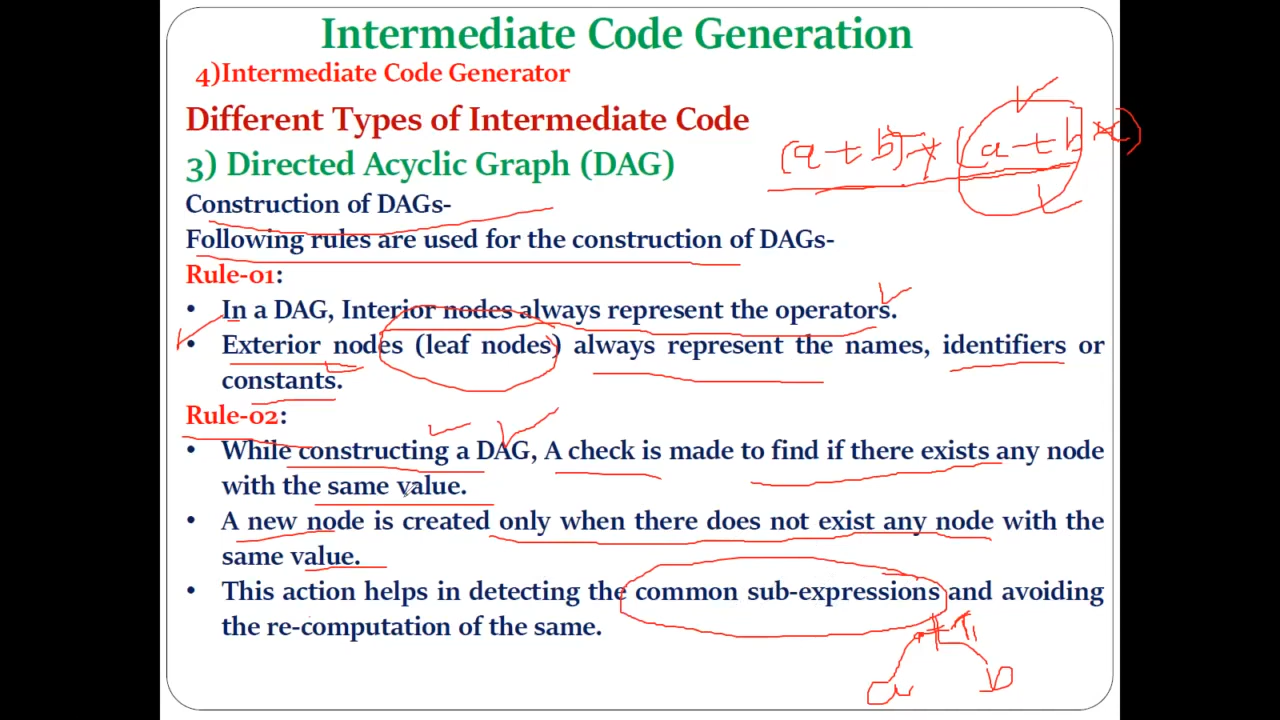 Intermediate Code Generation
4)Intermediate Code Generator
Different Types of Intermediate Code
3) Directed Acyclic Graph (DAG)
(a + b) + (a + b * c)
Construction of DAGs-
Following rules are used for the construction of DAGs-
Rule-01:
• In a DAG, Interior nodes always represent the operators.
• Exterior nodes (leaf nodes) always represent the names, identifiers or
constants.
Rule-02:
• While constructing a DAG, A check is made to find if there exists any node
with the same value.
• A new node is created only when there does not exist any node with the
same value.
• This action helps in detecting the common sub-expressions and avoiding
the re-computation of the same.
+ T1
a b